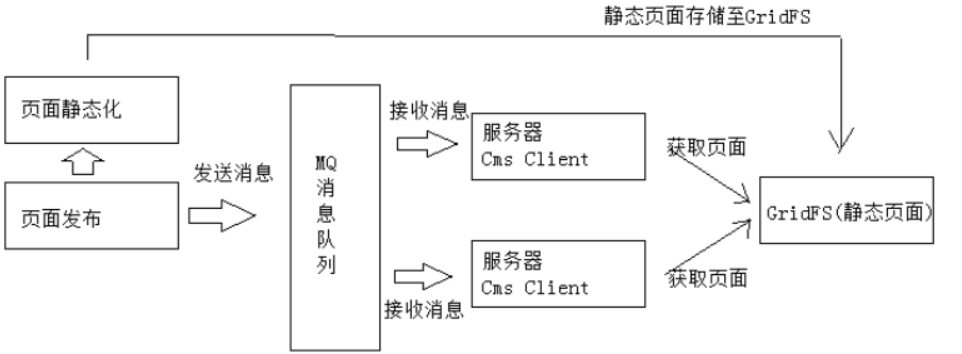 静态页面存储至GridFS
页面静态化
页面发布
发送消息
MQ
消
息
队
列
接收消息
服务器
Cms Client
获取页面
GridFS(静态页面)
服务器
Cms Client
接收消息
获取页面